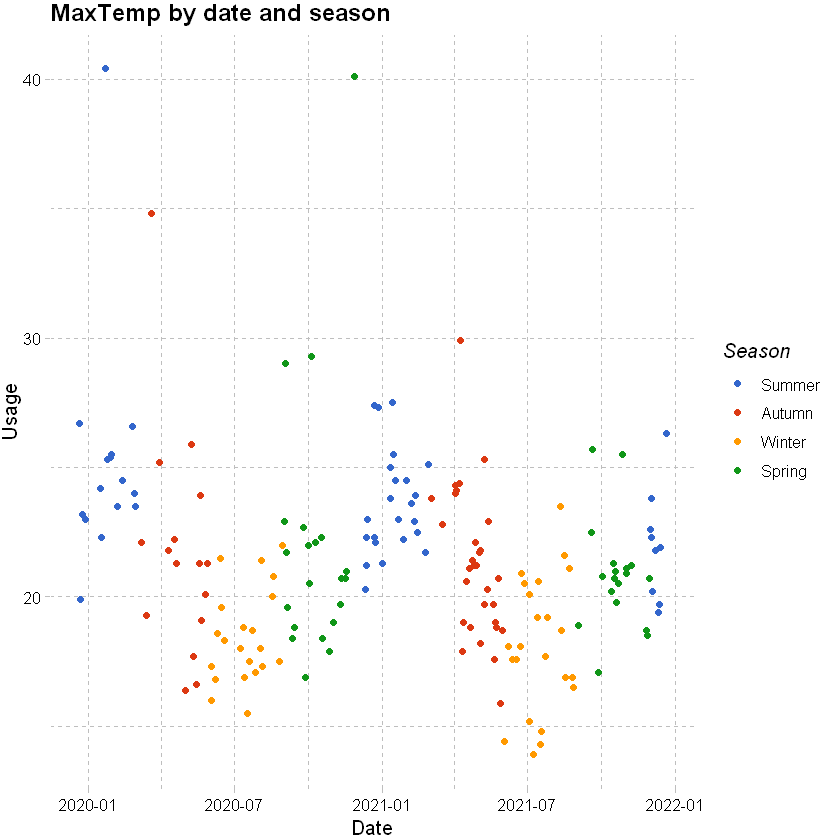 MaxTemp by date and season
40
30
20
Usage
2020-01
2020-07
2021-01
2021-07
2022-01
Date
Season
Summer
Autumn
Winter
Spring